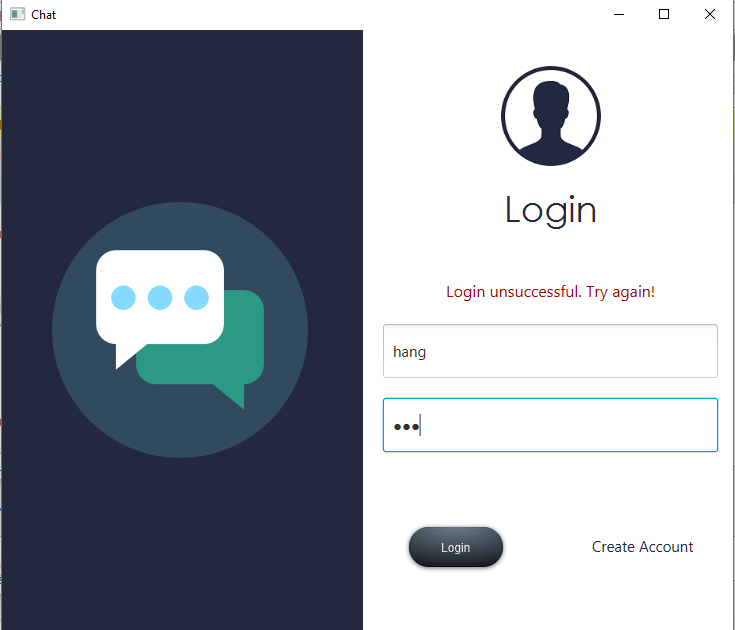 Chat
Login
Login unsuccessful. Try again!
hang
●●●
Login
Create Account